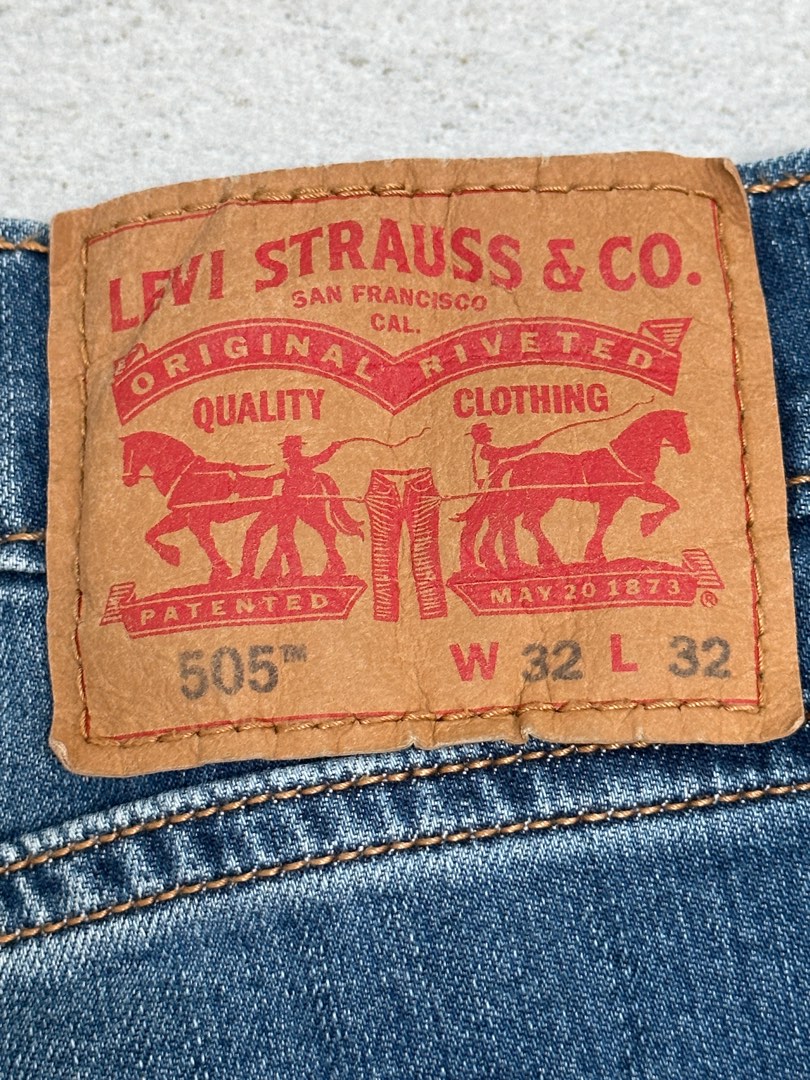 LEVI STRAUSS & CO.
SAN FRANCISCO
CAL.
ORIGINAL RIVETED
QUALITY CLOTHING
PATENTED MAY 20 1873 ®
505™ W 32 L 32